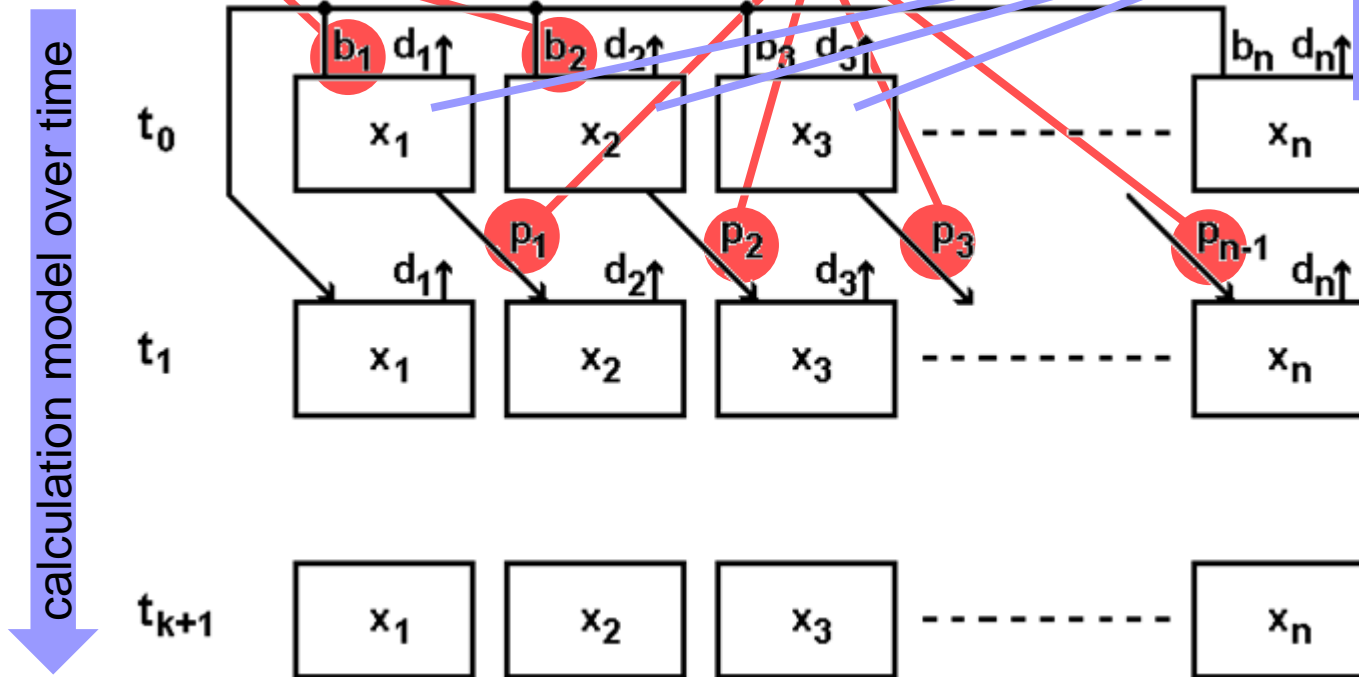 calculation model over time
b1 d1 b2 d2 b3 d3 bn dn
t0 x1 x2 x3 xn
p1 p2 p3 pn-1
d1 d2 d3 dn
t1 x1 x2 x3 xn
tk+1 x1 x2 x3 xn